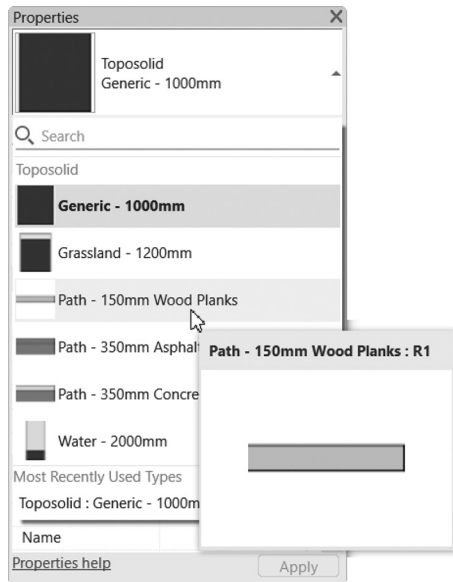 Properties
Toposolid
Generic - 1000mm
Search
Toposolid
Generic - 1000mm
Grassland - 1200mm
Path - 150mm Wood Planks
Path - 350mm Asphalt
Path - 150mm Wood Planks : R1
Path - 350mm Concre
Water - 2000mm
Most Recently Used Types
Toposolid : Generic - 1000m
Name
Properties help
Apply